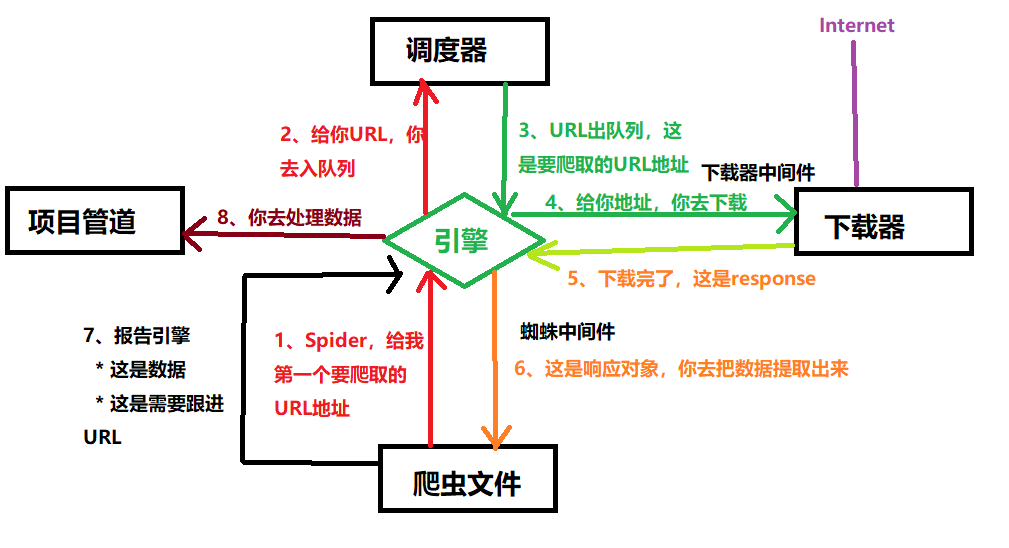 Internet
调度器
2、给你URL，你
去入队列
3、URL出队列，这
是要爬取的URL地址
下载器中间件
4、给你地址，你去下载
项目管道
8、你去处理数据
引擎
下载器
5、下载完了，这是response
7、报告引擎
* 这是数据
* 这是需要跟进
URL
1、Spider，给我
第一个要爬取的
URL地址
蜘蛛中间件
6、这是响应对象，你去把数据提取出来
爬虫文件